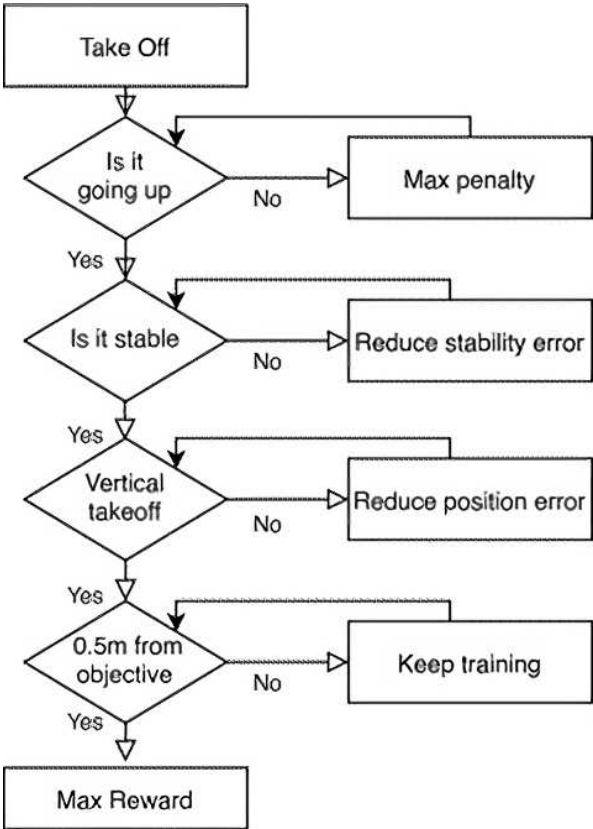 Take Off
Is it
going up
No
Max penalty
Yes
Is it stable
No
Reduce stability error
Yes
Vertical
takeoff
No
Reduce position error
Yes
0.5m from
objective
No
Keep training
Yes
Max Reward